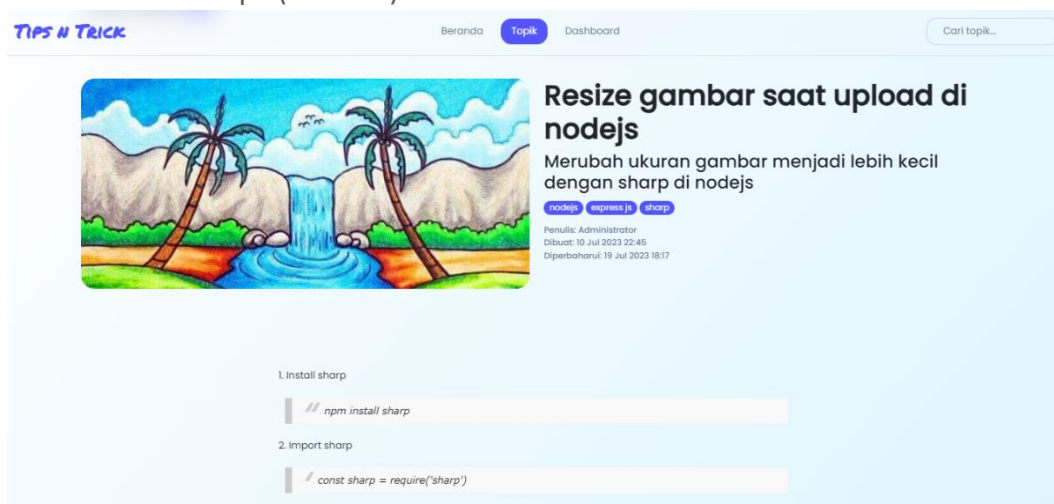 TIPS N TRICK
Beranda
Topik
Dashboard
Cari topik...
Resize gambar saat upload di
nodejs
Merubah ukuran gambar menjadi lebih kecil
dengan sharp di nodejs
nodejs express js sharp
Penulis: Administrator
Dibuat: 10 Jul 2023 22:45
Diperbaharui: 19 Jul 2023 18:17
1. Install sharp
npm install sharp
2. Import sharp
const sharp = require('sharp')